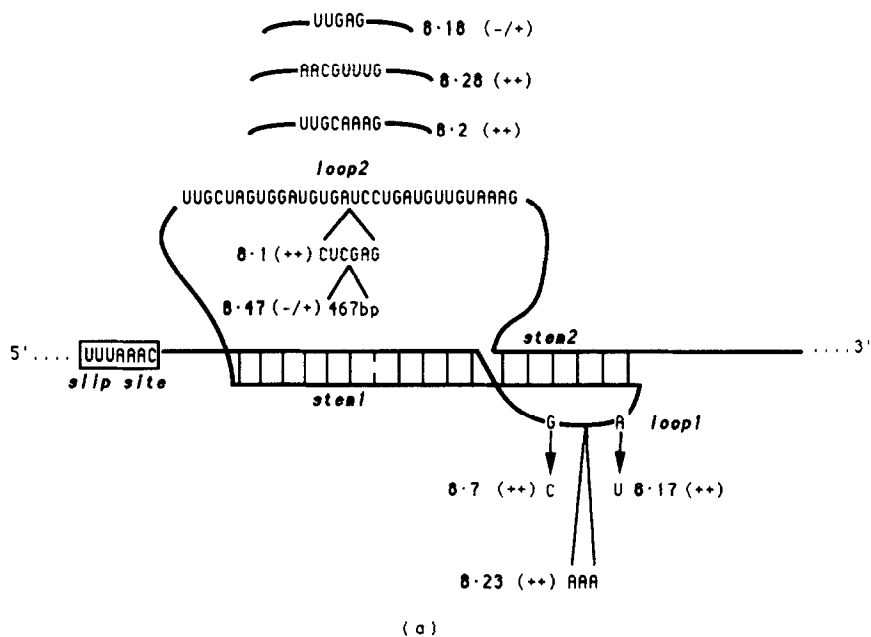 UUGAG 8·18 (-/+)
AACGUUUG 8·28 (++)
UUGCAAAG 8·2 (++)
loop2
UUGCUAGUGGAUGUGAUCCUGAUGUUGUAAAG
8·1 (++) CUCGAG
8·47 (-/+) 467bp
stem2
5' .... UUUAAAC ....3'
slip site
stem1
G A loop1
8·7 (++) C U 8·17 (++)
8·23 (++) AAA
(a)